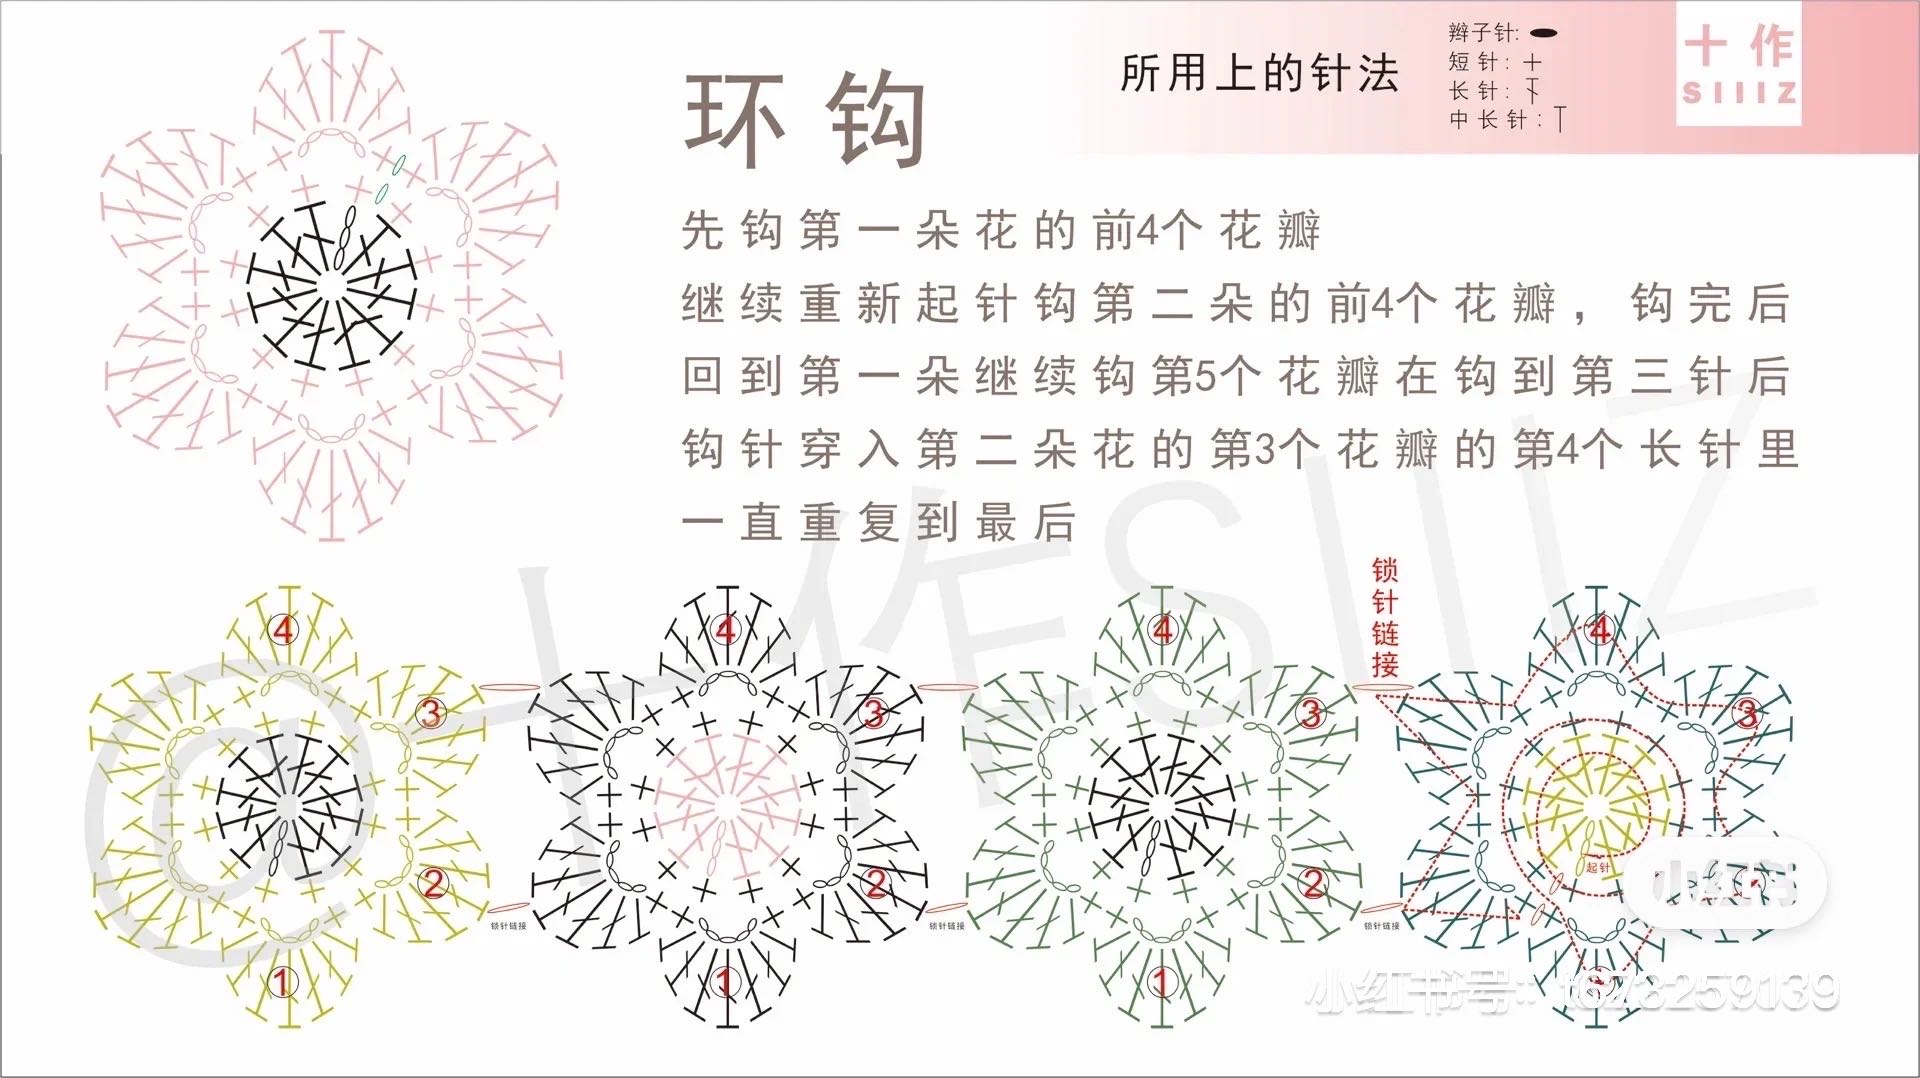 环钩
所用上的针法
辫子针:
短针:
长针:
中长针:
十作
SIIIZ
先钩第一朵花的前4个花瓣
继续重新起针钩第二朵的前4个花瓣，钩完后
回到第一朵继续钩第5个花瓣在钩到第三针后
钩针穿入第二朵花的第3个花瓣的第4个长针里
一直重复到最后
@十作SIIIZ
锁针链接
4
4
4
4
3
3
3
3
起针
2
2
2
锁针链接
锁针链接
锁针链接
1
1
1
小红书
小红书号: